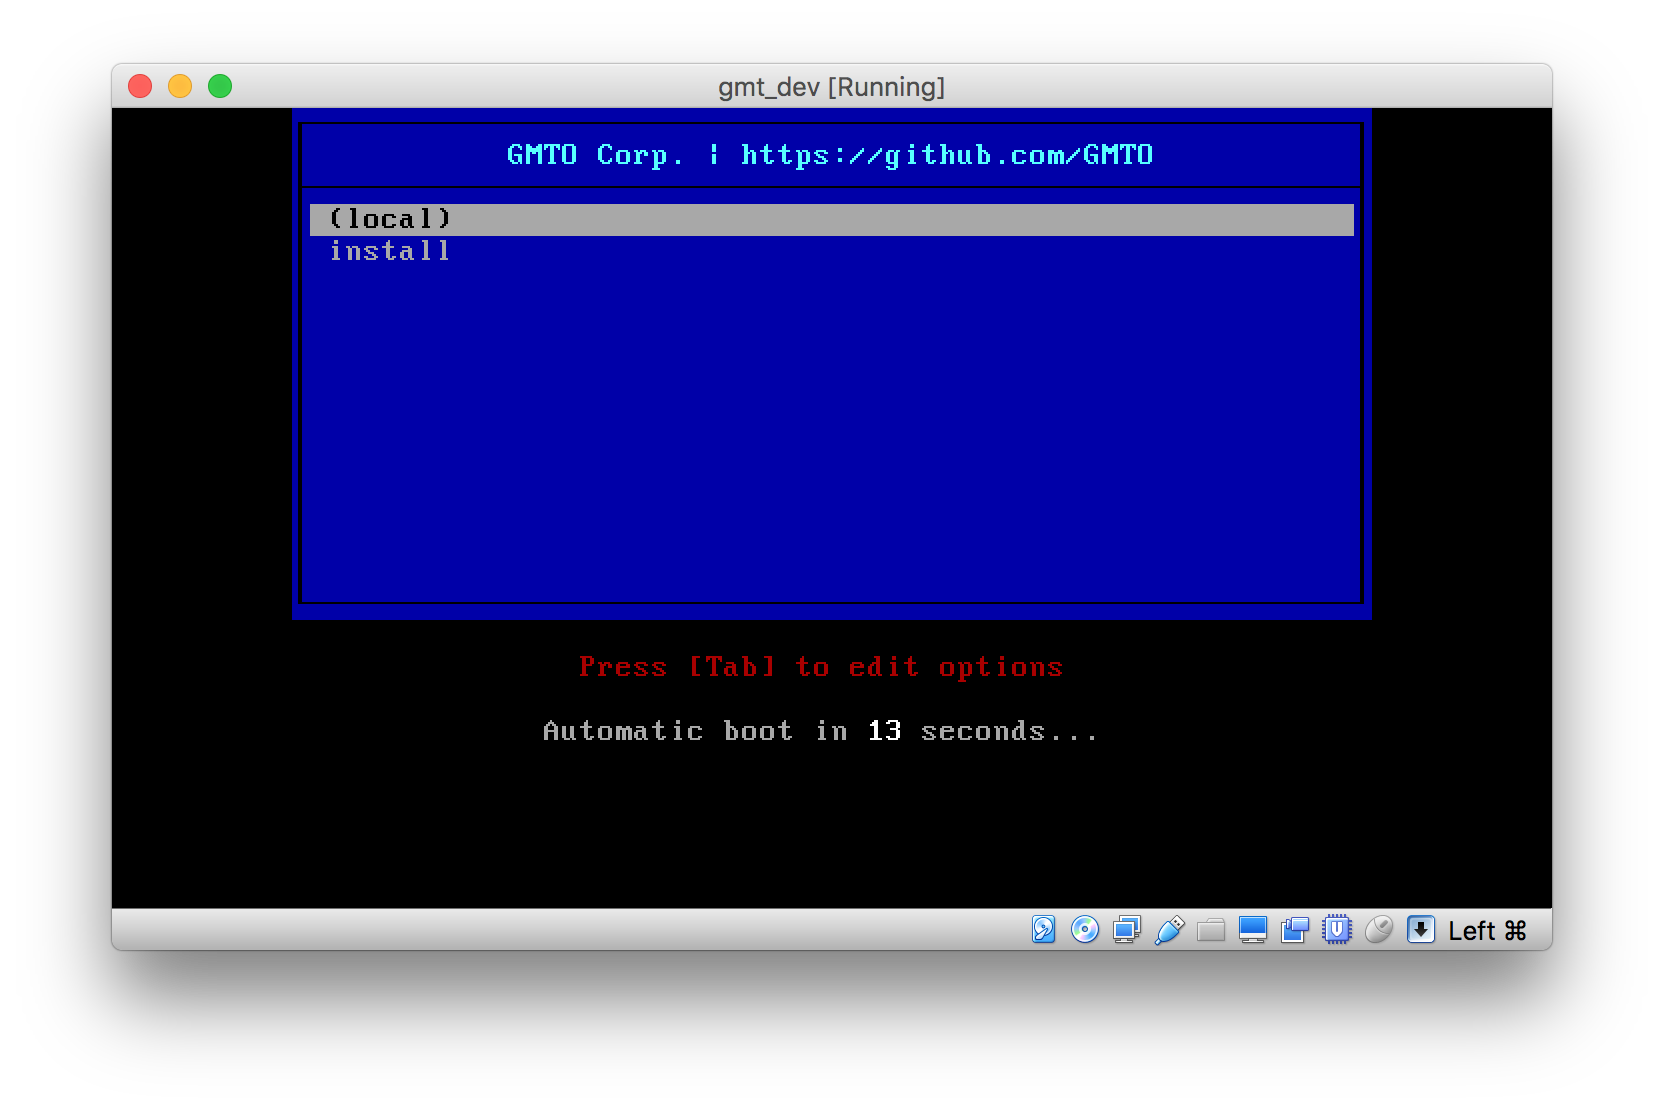 gmt_dev [Running]
GMTO Corp. | https://github.com/GMTO
(local)
install
Press [Tab] to edit options
Automatic boot in 13 seconds...
Left ⌘